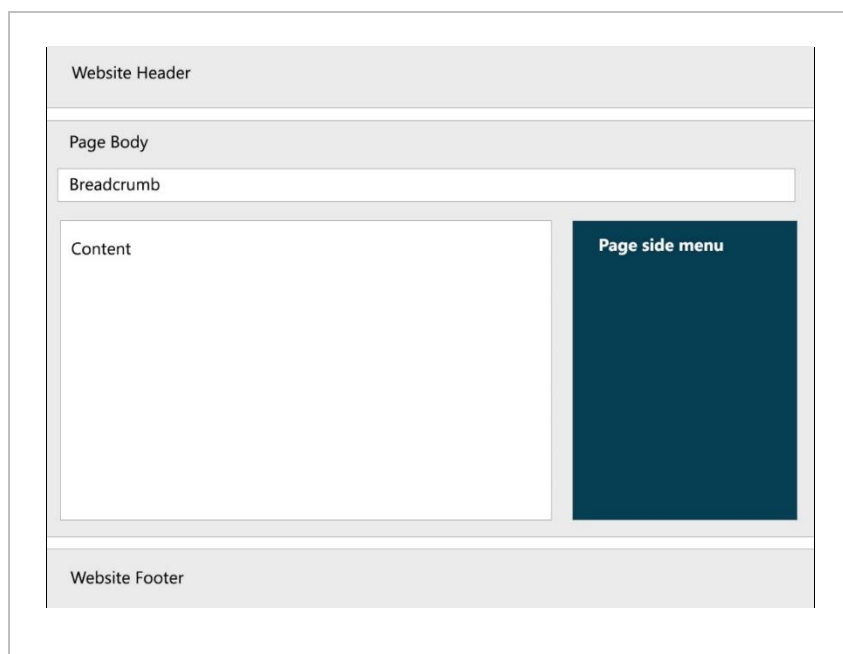 Website Header
Page Body
Breadcrumb
Content
Page side menu
Website Footer